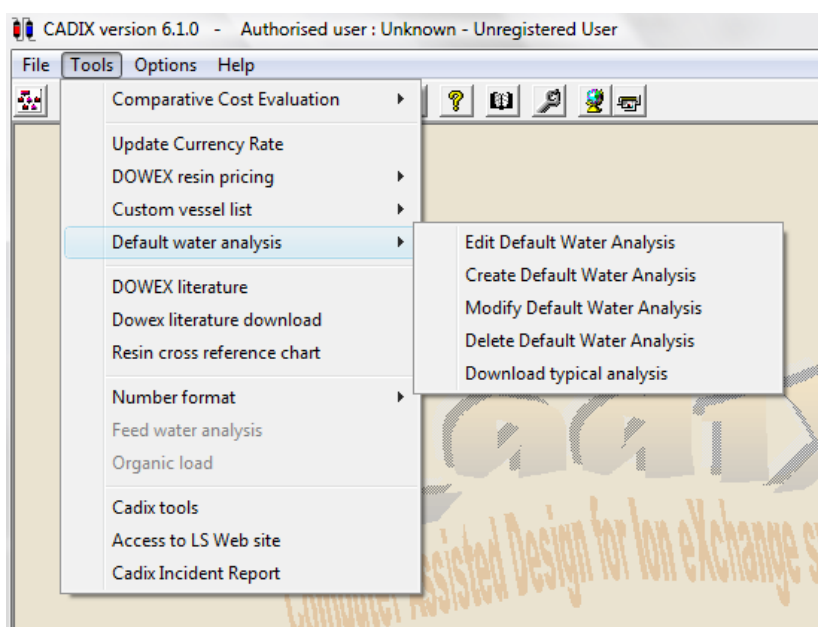 CADIX version 6.1.0 - Authorised user : Unknown - Unregistered User
File Tools Options Help
Comparative Cost Evaluation
Update Currency Rate
DOWEX resin pricing
Custom vessel list
Default water analysis
Edit Default Water Analysis
Create Default Water Analysis
Modify Default Water Analysis
Delete Default Water Analysis
Download typical analysis
DOWEX literature
Dowex literature download
Resin cross reference chart
Number format
Feed water analysis
Organic load
Cadix tools
Access to LS Web site
Cadix Incident Report
Computer Assisted Design for Ion eXchange